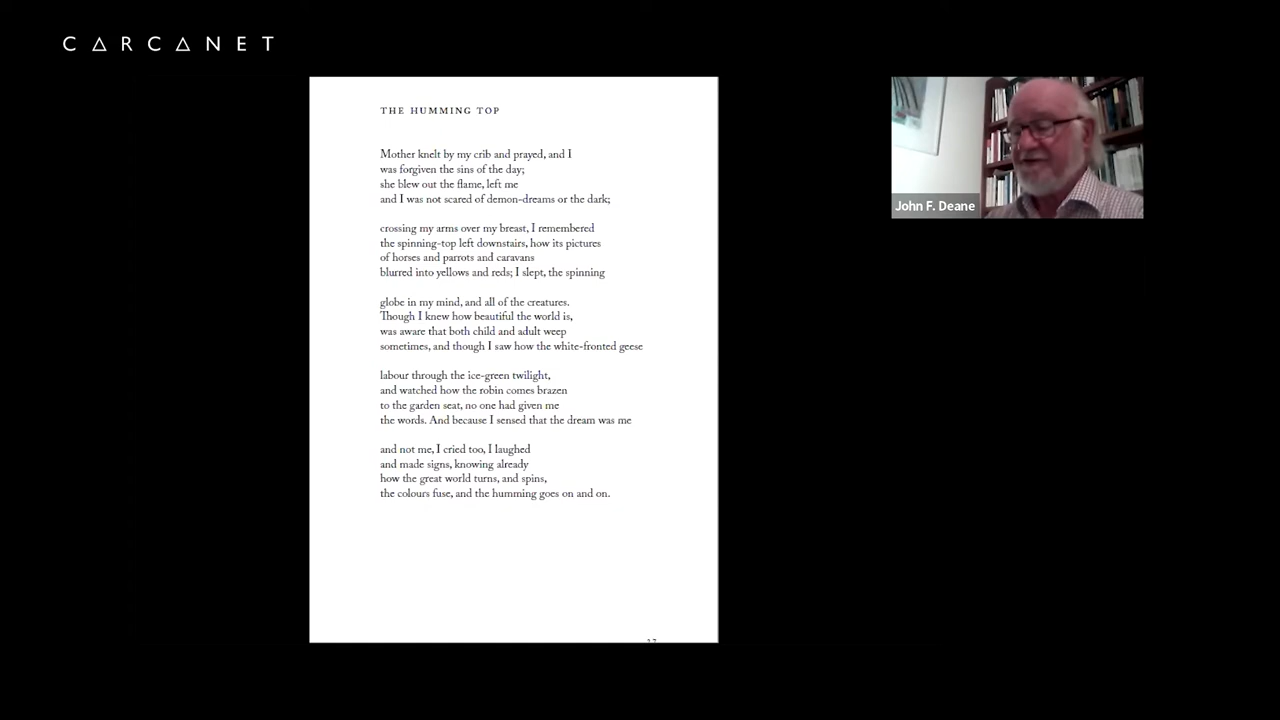 CARCANET
THE HUMMING TOP
Mother knelt by my crib and prayed, and I
was forgiven the sins of the day;
she blew out the flame, left me
and I was not scared of demon-dreams or the dark;
crossing my arms over my breast, I remembered
the spinning-top left downstairs, how its pictures
of horses and parrots and caravans
blurred into yellows and reds; I slept, the spinning
globe in my mind, and all of the creatures.
Though I knew how beautiful the world is,
was aware that both child and adult weep
sometimes, and though I saw how the white-fronted geese
labour through the ice-green twilight,
and watched how the robin comes brazen
to the garden seat, no one had given me
the words. And because I sensed that the dream was me
and not me, I cried too, I laughed
and made signs, knowing already
how the great world turns, and spins,
the colours fuse, and the humming goes on and on.
John F. Deane